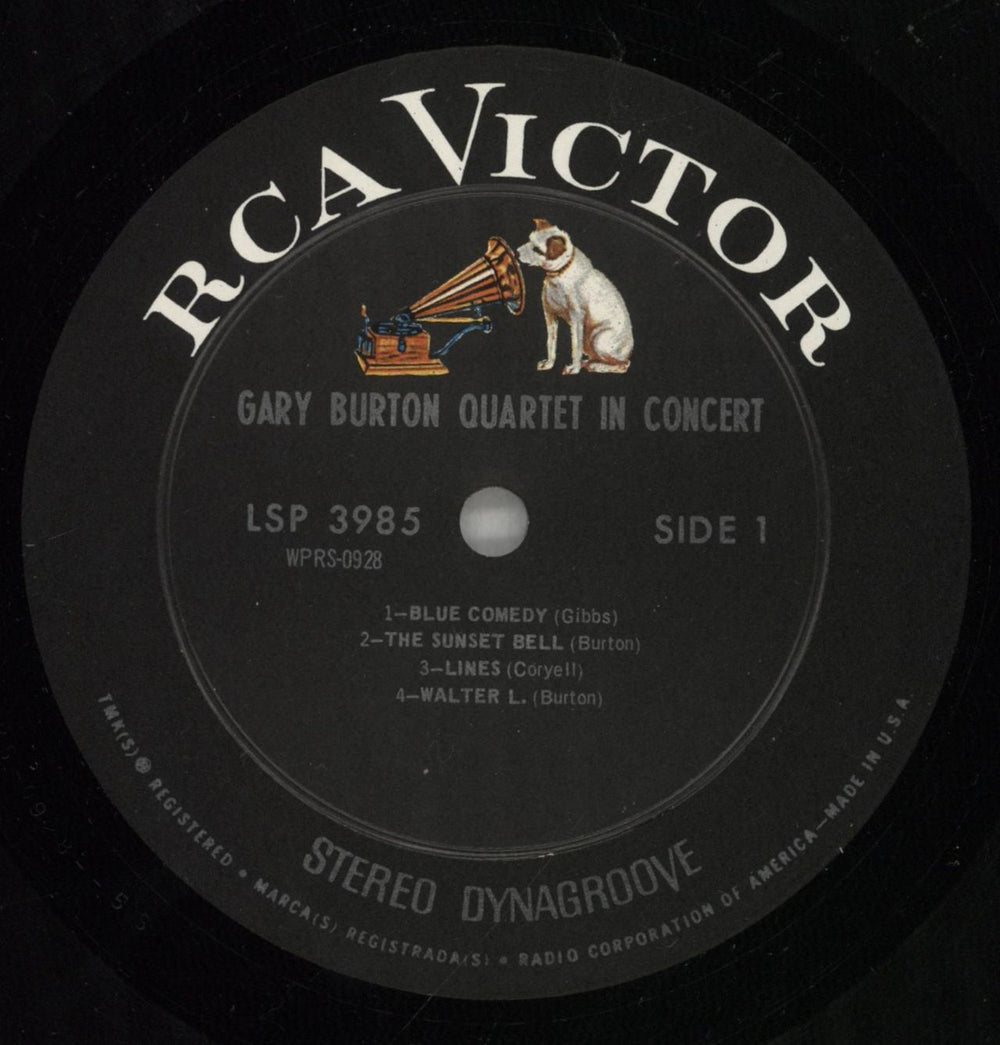 RCA VICTOR
GARY BURTON QUARTET IN CONCERT
LSP 3985
SIDE 1
WPRS-0928
1—BLUE COMEDY (Gibbs)
2—THE SUNSET BELL (Burton)
3—LINES (Coryell)
4—WALTER L. (Burton)
STEREO DYNAGROOVE
TMK(S) ® REGISTERED • MARCA(S) REGISTRADA(S) • RADIO CORPORATION OF AMERICA—MADE IN U.S.A